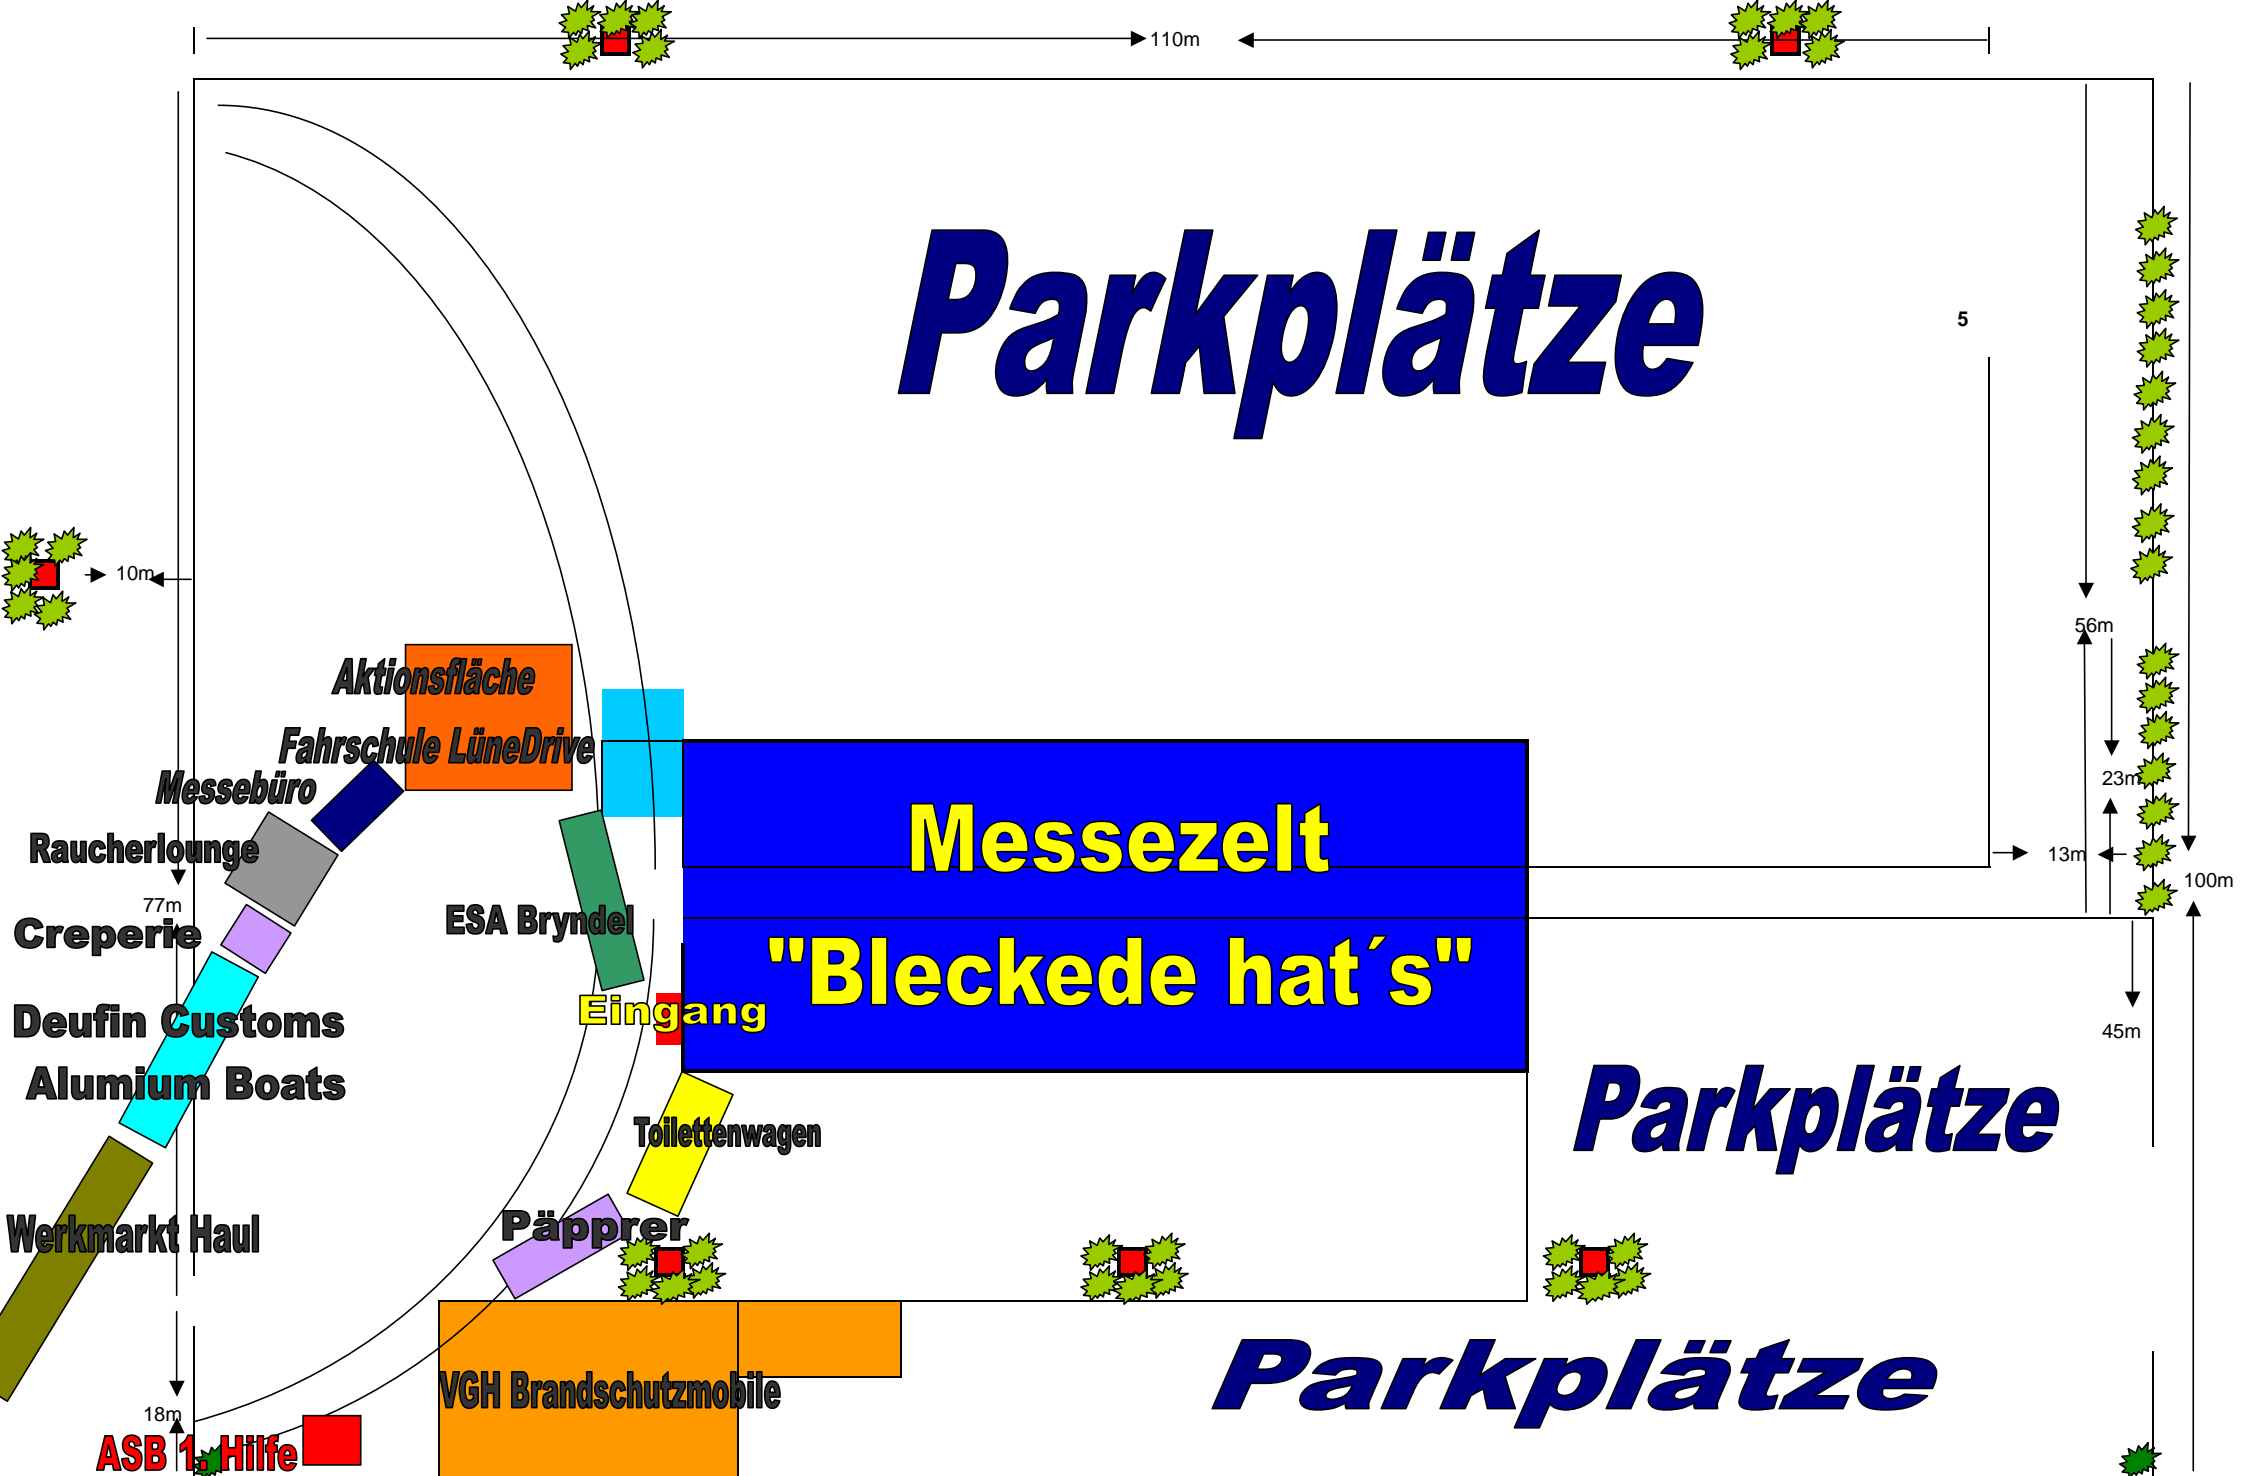 110m
Parkplätze
5
10m
56m
Aktionsfläche
Fahrschule LüneDrive
Messebüro
23m
Raucherlounge
Messezelt
13m
100m
77m
ESA Bryndel
Creperie
"Bleckede hat´s"
Eingang
Deufin Customs
45m
Alumium Boats
Parkplätze
Toilettenwagen
Päpprer
Werkmarkt Haul
Parkplätze
VGH Brandschutzmobile
18m
ASB 1. Hilfe